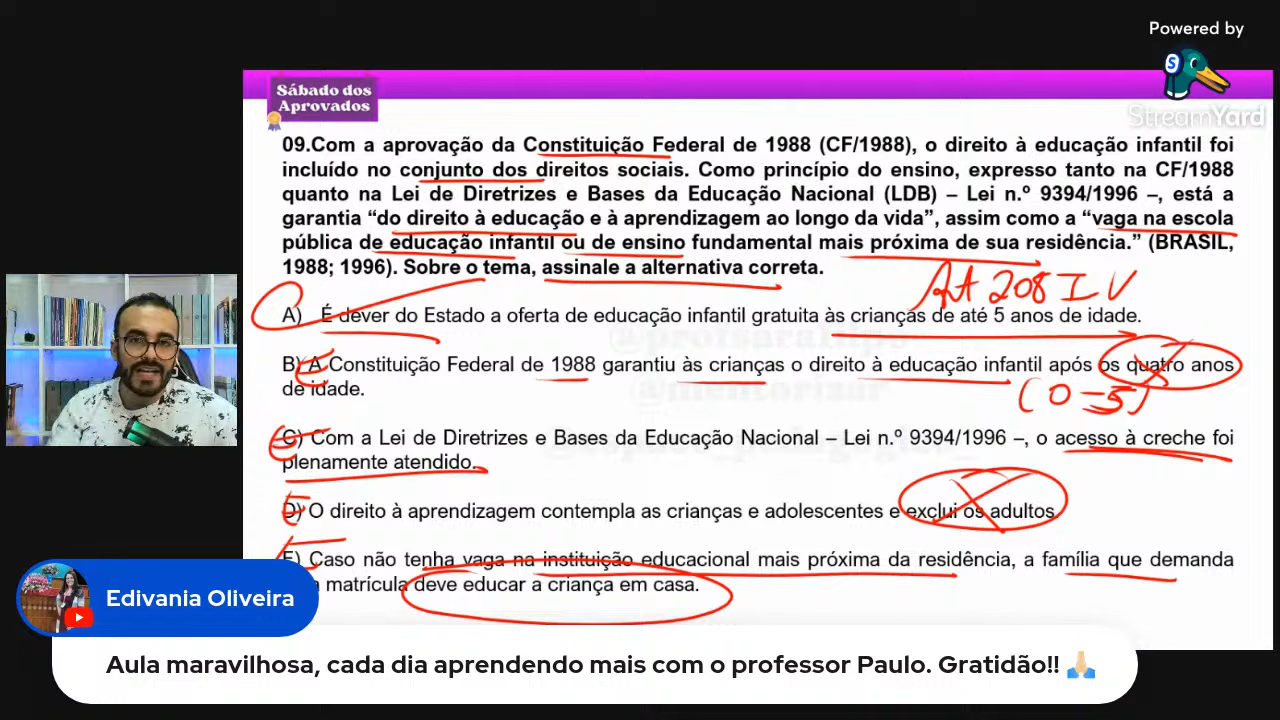 Powered by
StreamYard
Sábado dos
Aprovados
09.Com a aprovação da Constituição Federal de 1988 (CF/1988), o direito à educação infantil foi
incluído no conjunto dos direitos sociais. Como princípio do ensino, expresso tanto na CF/1988
quanto na Lei de Diretrizes e Bases da Educação Nacional (LDB) – Lei n.º 9394/1996 –, está a
garantia “do direito à educação e à aprendizagem ao longo da vida”, assim como a “vaga na escola
pública de educação infantil ou de ensino fundamental mais próxima de sua residência.” (BRASIL,
1988; 1996). Sobre o tema, assinale a alternativa correta.
Art 208 IV
A) É dever do Estado a oferta de educação infantil gratuita às crianças de até 5 anos de idade.
B) A Constituição Federal de 1988 garantiu às crianças o direito à educação infantil após os quatro anos
de idade.
(0-5)
C) Com a Lei de Diretrizes e Bases da Educação Nacional – Lei n.º 9394/1996 –, o acesso à creche foi
plenamente atendido.
D) O direito à aprendizagem contempla as crianças e adolescentes e exclui os adultos.
E) Caso não tenha vaga na instituição educacional mais próxima da residência, a família que demanda
matrícula deve educar a criança em casa.
Edivania Oliveira
Aula maravilhosa, cada dia aprendendo mais com o professor Paulo. Gratidão!! 🙏🏼